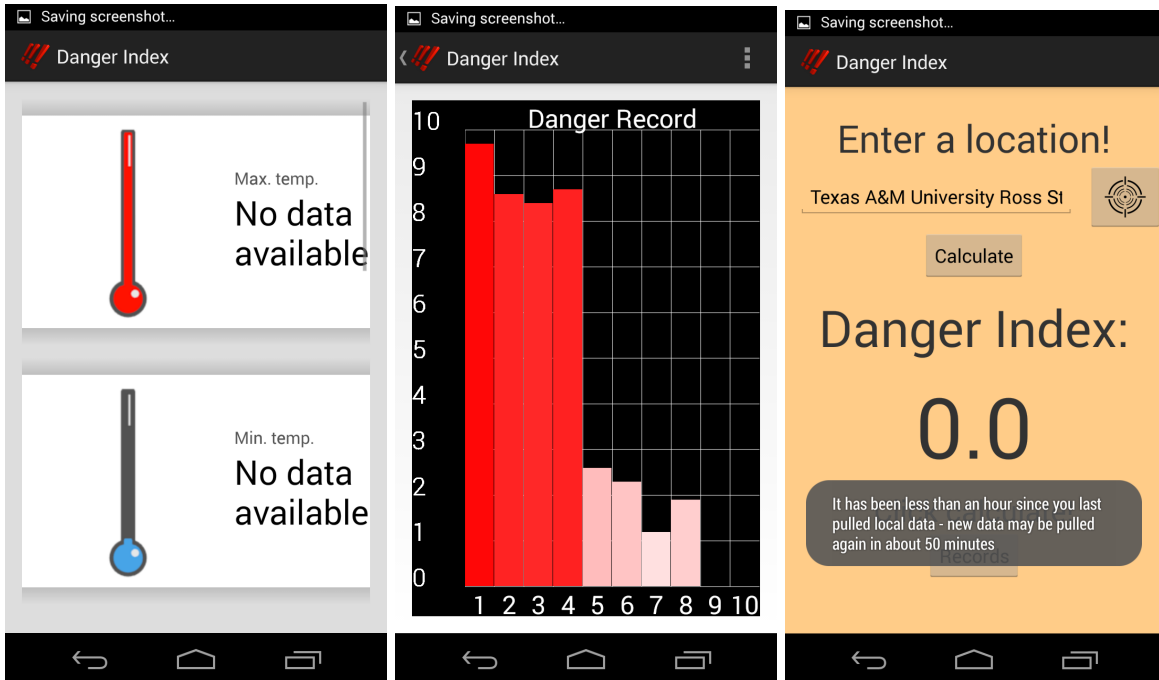 Saving screenshot...
Danger Index
Max. temp.
No data
available
Min. temp.
No data
available
Saving screenshot...
Danger Index
Danger Record
10
9
8
7
6
5
4
3
2
1
0
1 2 3 4 5 6 7 8 9 10
Saving screenshot...
Danger Index
Enter a location!
Texas A&M University Ross St
Calculate
Danger Index:
0.0
It has been less than an hour since you last
pulled local data - new data may be pulled
again in about 50 minutes
Records